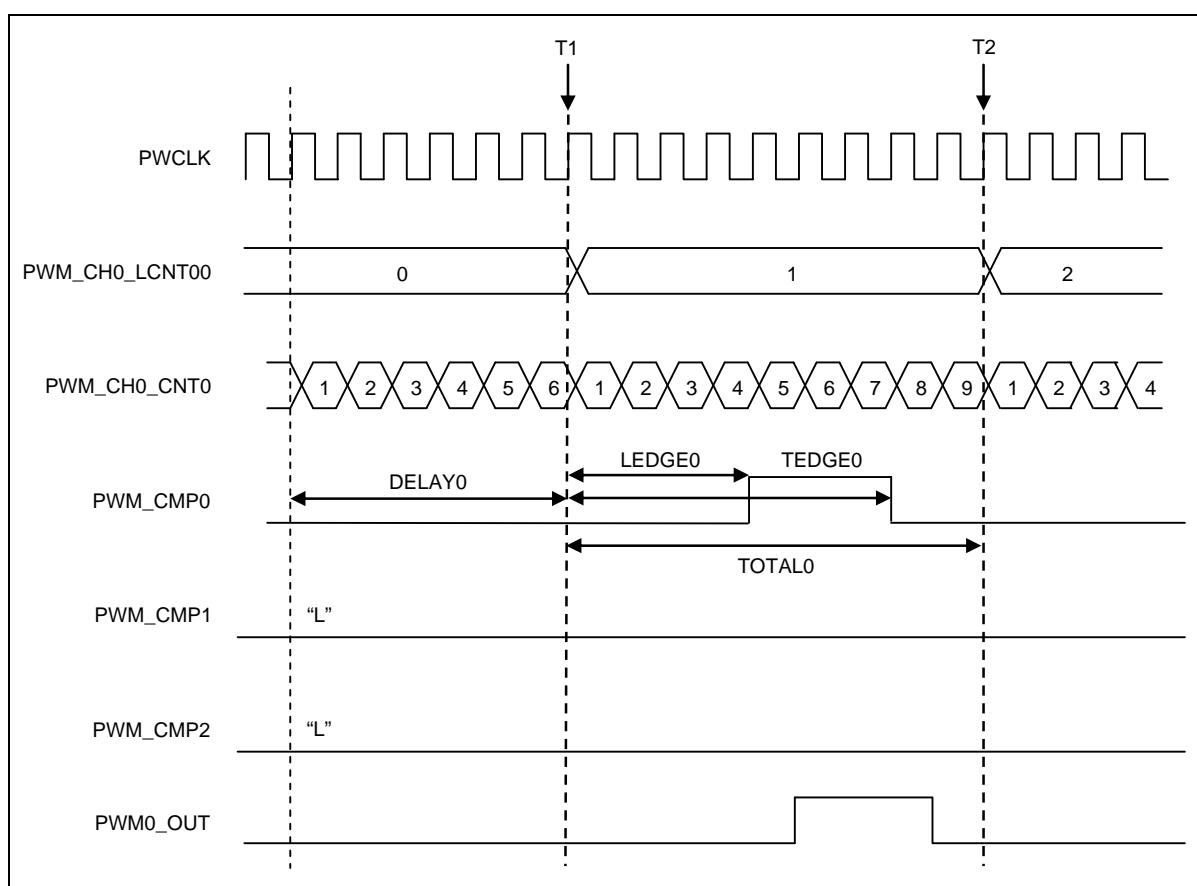 T1 T2
PWCLK
PWM_CH0_LCNT00 0 1 2
PWM_CH0_CNT0 1 2 3 4 5 6 1 2 3 4 5 6 7 8 9 1 2 3 4
LEDGE0 TEDGE0
DELAY0
PWM_CMP0
TOTAL0
PWM_CMP1 “L”
PWM_CMP2 “L”
PWM0_OUT